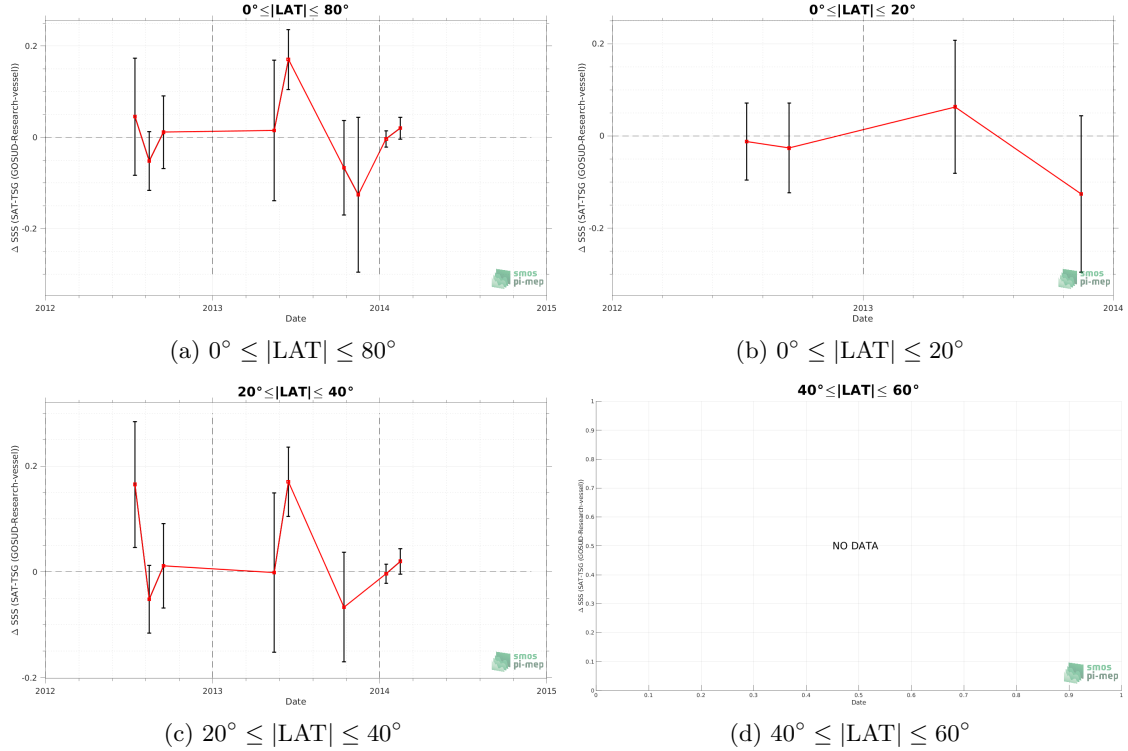 0°≤|LAT|≤ 80°
Δ SSS (SAT-TSG (GOSUD-Research-vessel))
0.2
0
-0.2
2012 2013 2014 2015
Date
smos
pi-mep
(a) 0° ≤ |LAT| ≤ 80°
0°≤|LAT|≤ 20°
Δ SSS (SAT-TSG (GOSUD-Research-vessel))
0.2
0
-0.2
2012 2013 2014
Date
smos
pi-mep
(b) 0° ≤ |LAT| ≤ 20°
20°≤|LAT|≤ 40°
Δ SSS (SAT-TSG (GOSUD-Research-vessel))
0.2
0
-0.2
2012 2013 2014 2015
Date
smos
pi-mep
(c) 20° ≤ |LAT| ≤ 40°
40°≤|LAT|≤ 60°
Δ SSS (SAT-TSG (GOSUD-Research-vessel))
1
0.9
0.8
0.7
0.6
0.5
0.4
0.3
0.2
0.1
0
NO DATA
0 0.1 0.2 0.3 0.4 0.5 0.6 0.7 0.8 0.9 1
Date
smos
pi-mep
(d) 40° ≤ |LAT| ≤ 60°